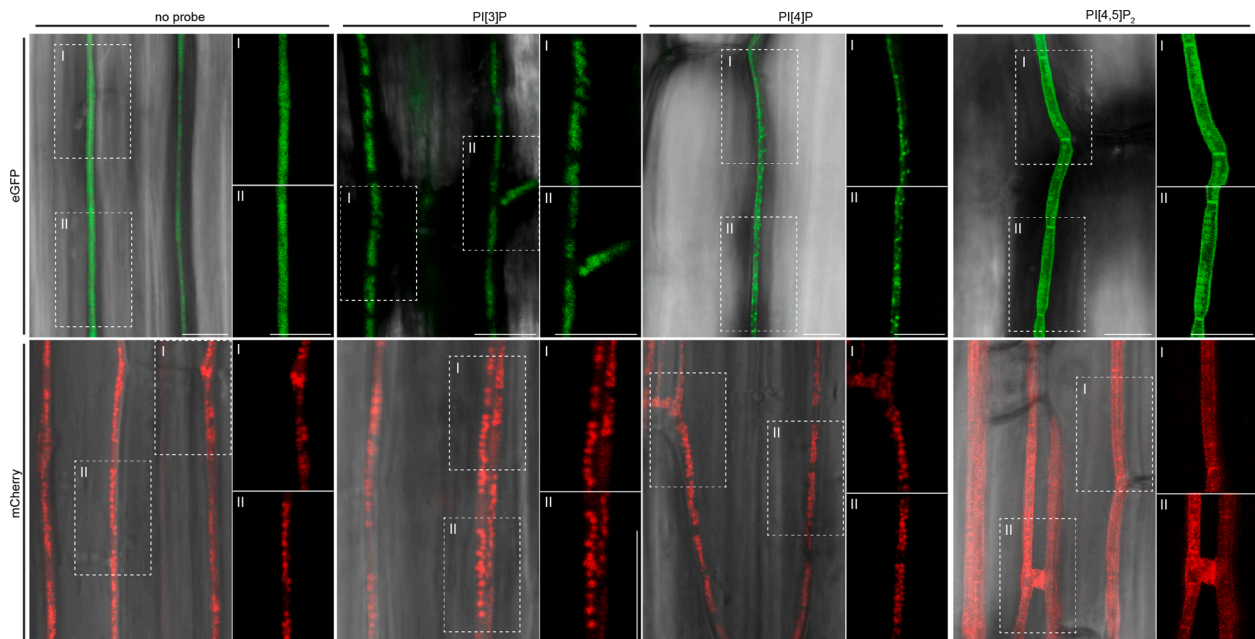 no probe PI[3]P PI[4]P PI[4,5]P₂
eGFP
I I I I I I I
II II II II II II II
I
mCherry
I I I I I I I I
II II II II II II II II